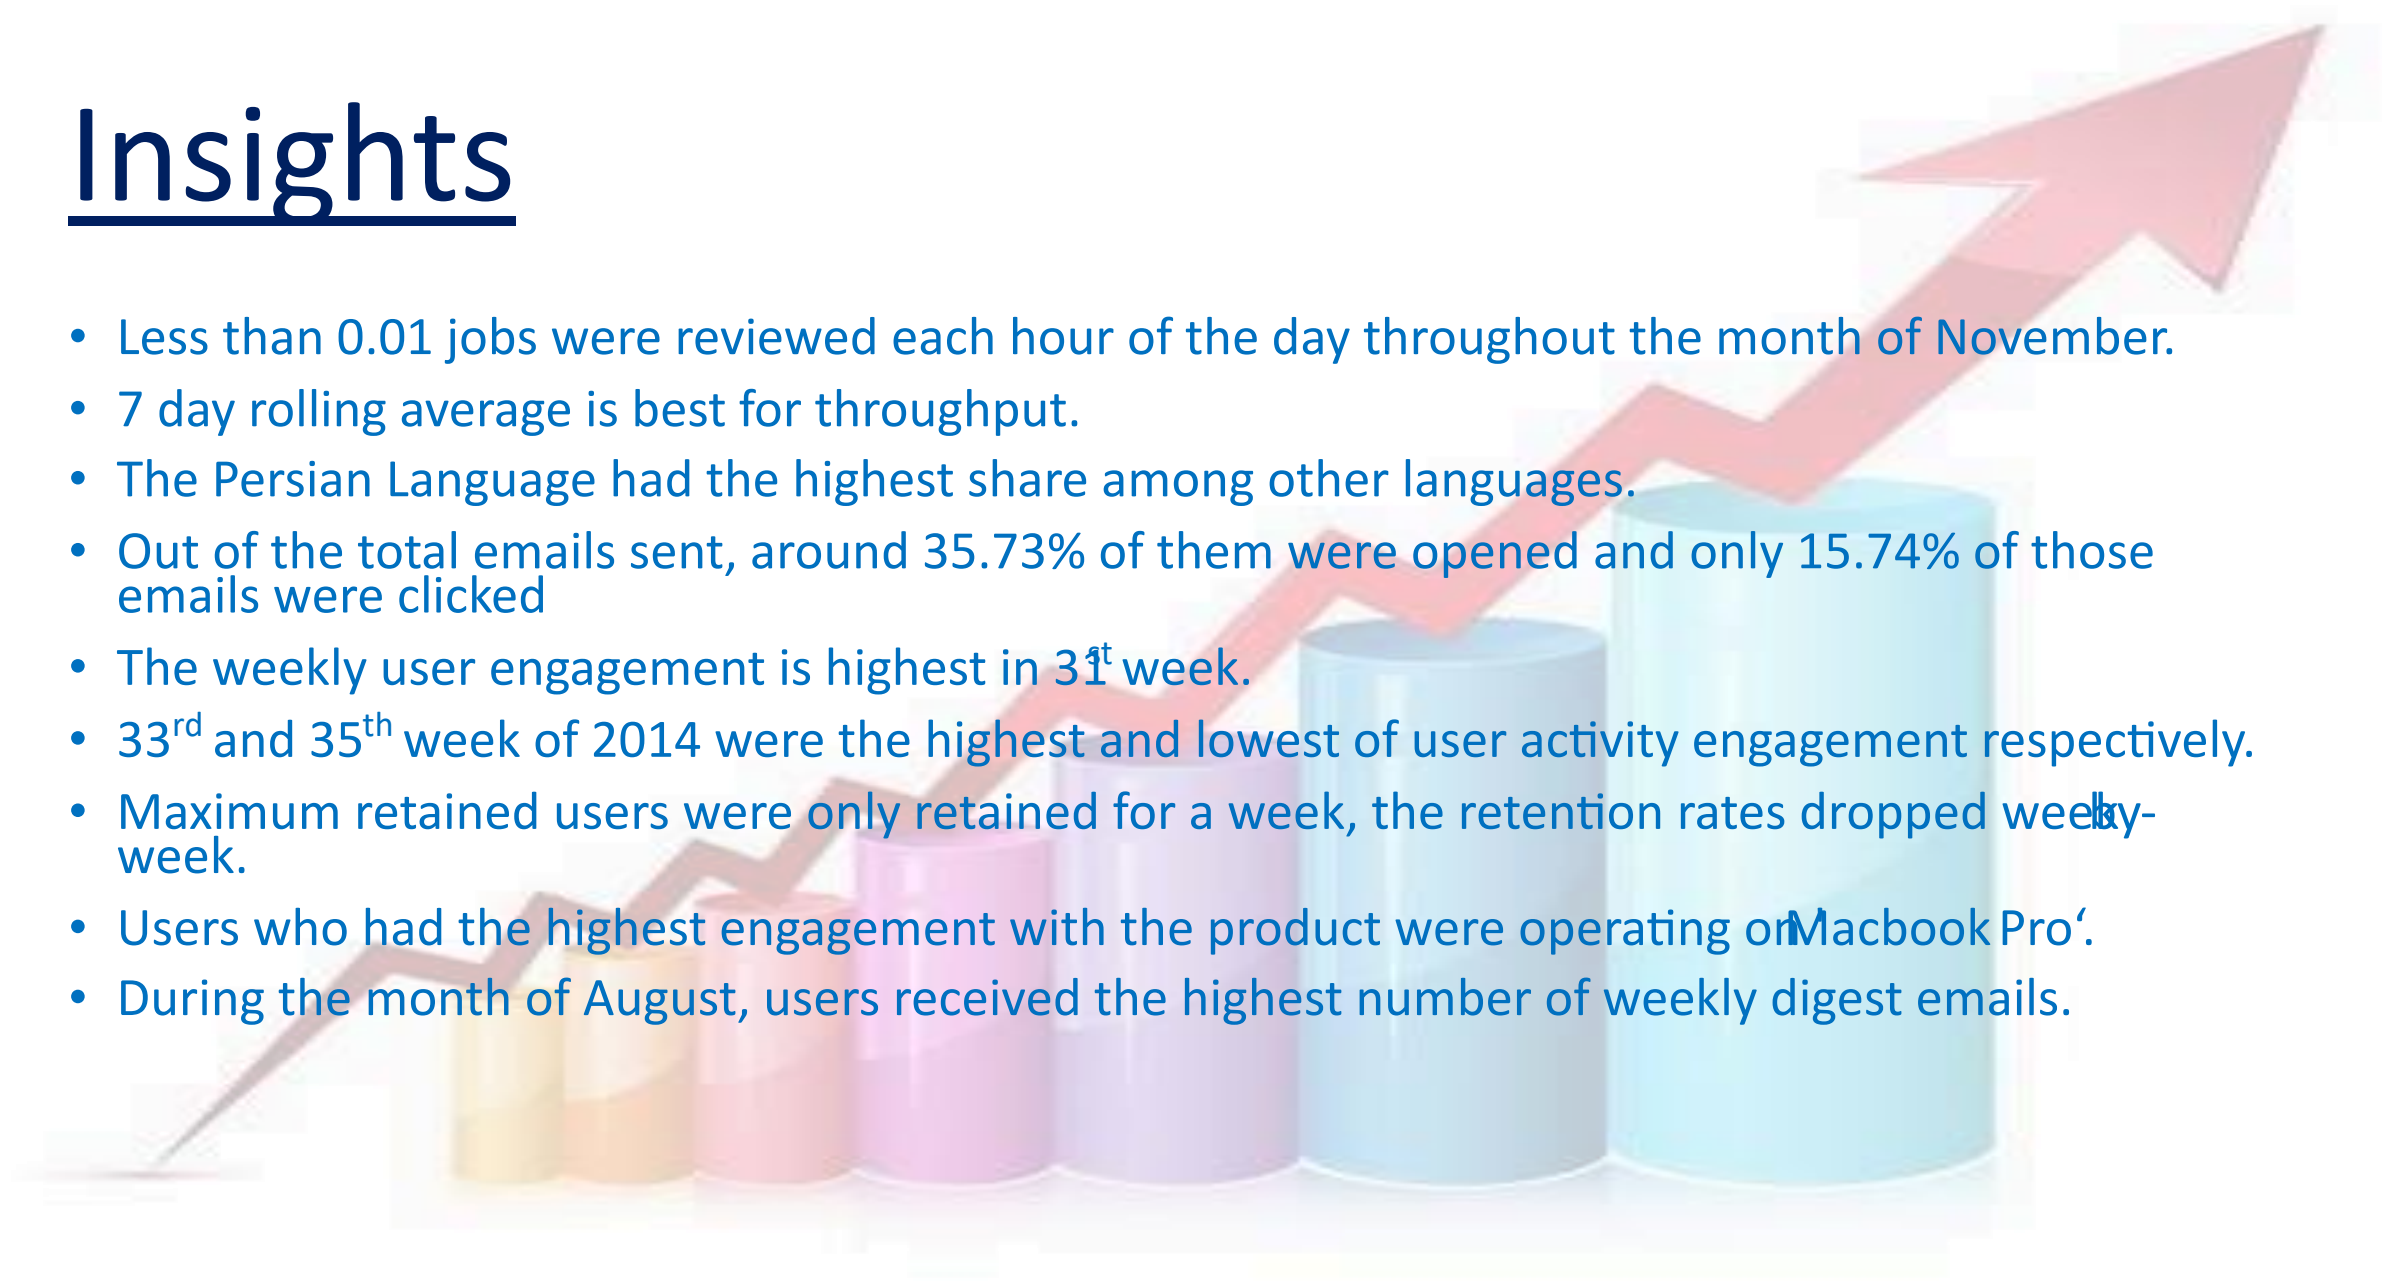 Insights
• Less than 0.01 jobs were reviewed each hour of the day throughout the month of November.
• 7 day rolling average is best for throughput.
• The Persian Language had the highest share among other languages.
• Out of the total emails sent, around 35.73% of them were opened and only 15.74% of those
emails were clicked
• The weekly user engagement is highest in 31st week.
• 33rd and 35th week of 2014 were the highest and lowest of user activity engagement respectively.
• Maximum retained users were only retained for a week, the retention rates dropped week-by-
week.
• Users who had the highest engagement with the product were operating on 'Macbook Pro‘.
• During the month of August, users received the highest number of weekly digest emails.